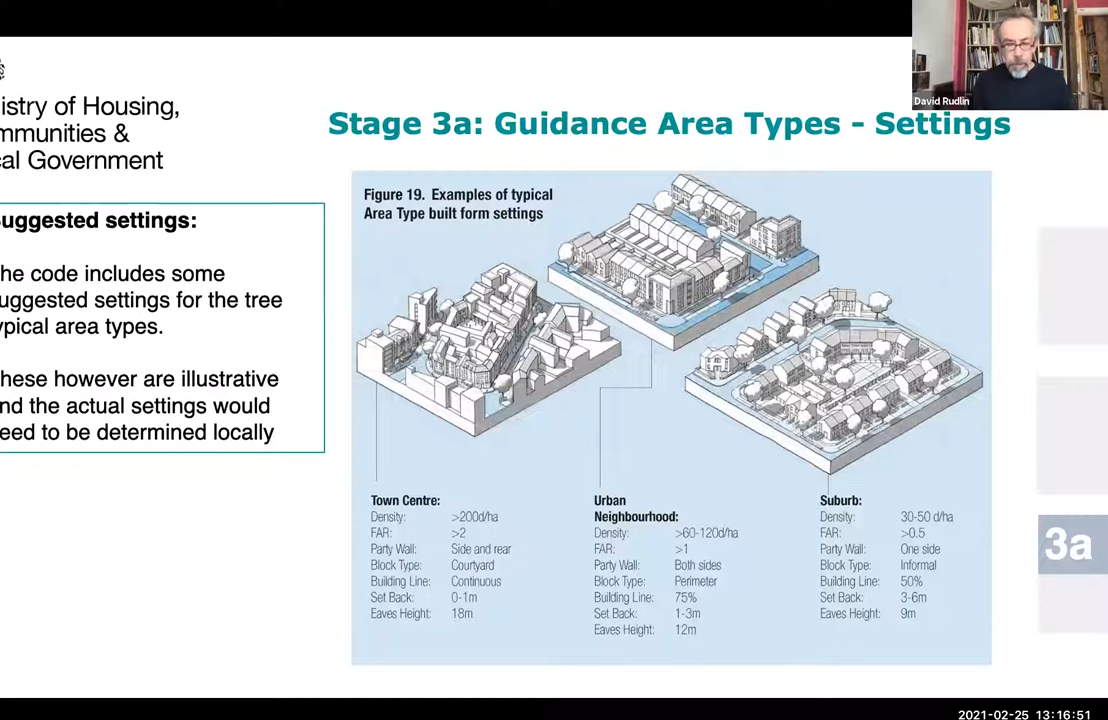 David Rudlin
istry of Housing,
mmunities &
cal Government
Stage 3a: Guidance Area Types - Settings
uggested settings:
he code includes some
uggested settings for the tree
ypical area types.
hese however are illustrative
nd the actual settings would
eed to be determined locally
Figure 19. Examples of typical
Area Type built form settings
Town Centre:
Density: >200d/ha
FAR: >2
Party Wall: Side and rear
Block Type: Courtyard
Building Line: Continuous
Set Back: 0-1m
Eaves Height: 18m
Urban
Neighbourhood:
Density: >60-120d/ha
FAR: >1
Party Wall: Both sides
Block Type: Perimeter
Building Line: 75%
Set Back: 1-3m
Eaves Height: 12m
Suburb:
Density: 30-50 d/ha
FAR: >0.5
Party Wall: One side
Block Type: Informal
Building Line: 50%
Set Back: 3-6m
Eaves Height: 9m
3a
2021-02-25 13:16:51